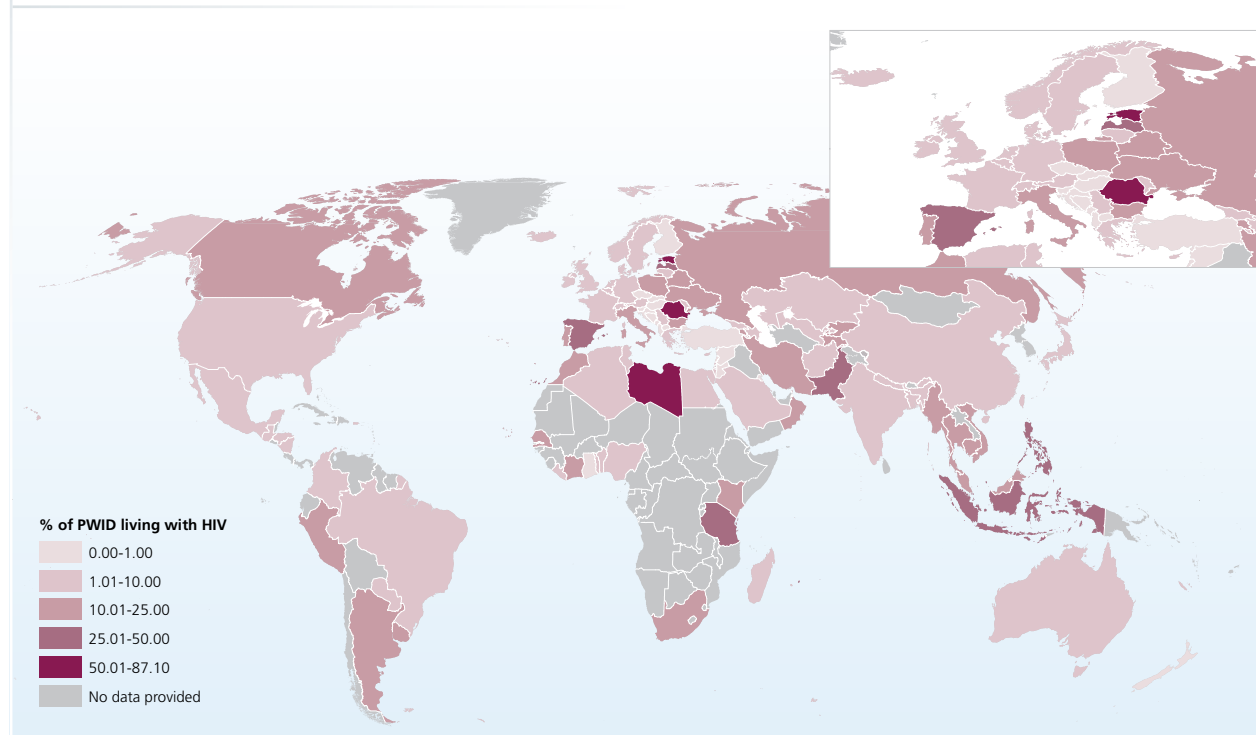 % of PWID living with HIV
0.00-1.00
1.01-10.00
10.01-25.00
25.01-50.00
50.01-87.10
No data provided